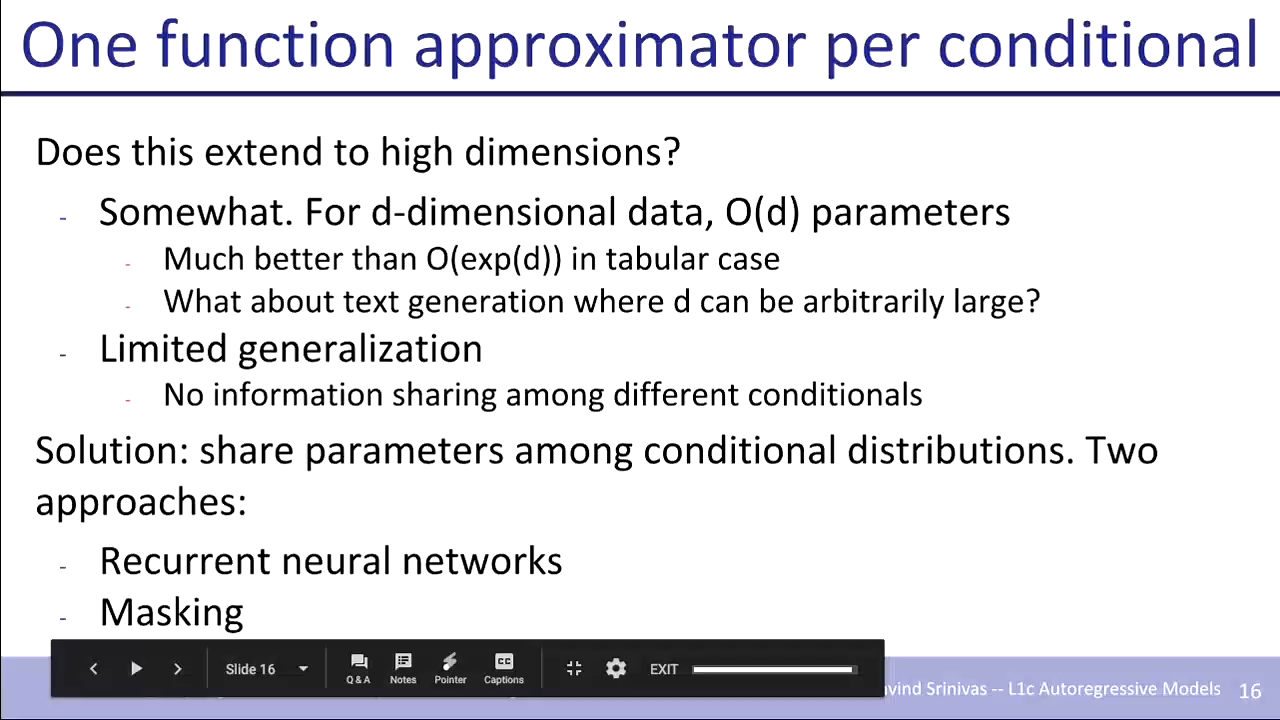 One function approximator per conditional
Does this extend to high dimensions?
- Somewhat. For d-dimensional data, O(d) parameters
- Much better than O(exp(d)) in tabular case
- What about text generation where d can be arbitrarily large?
- Limited generalization
- No information sharing among different conditionals
Solution: share parameters among conditional distributions. Two
approaches:
- Recurrent neural networks
- Masking
Slide 16
Q & A
Notes
Pointer
CC
Captions
EXIT
Srinivas -- L1c Autoregressive Models
16